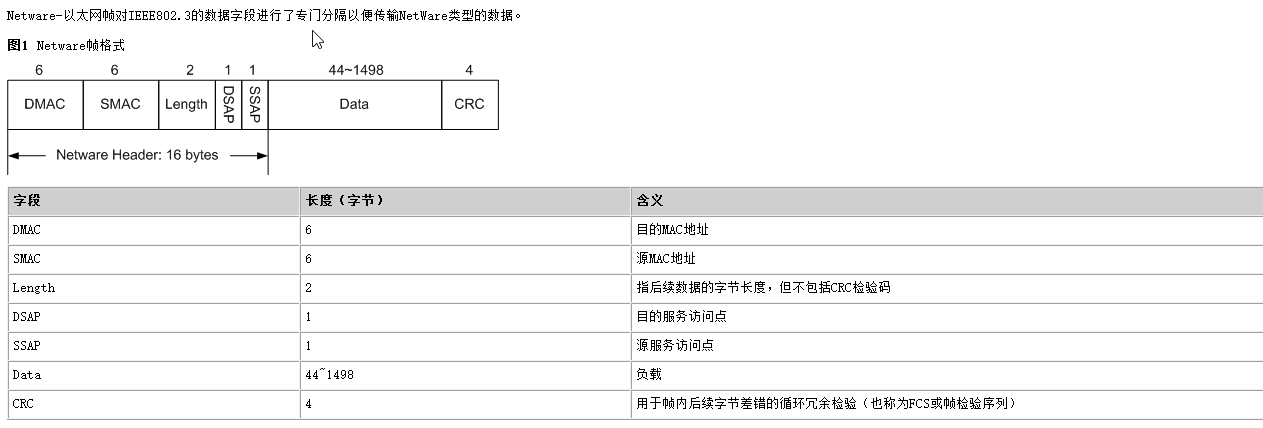 Netware-以太网帧对IEEE802.3的数据字段进行了专门分隔以便传输NetWare类型的数据。
图1 Netware帧格式
6 6 2 1 1 44~1498 4
DMAC SMAC Length DSAP SSAP Data CRC
Netware Header: 16 bytes
字段 长度（字节） 含义
DMAC 6 目的MAC地址
SMAC 6 源MAC地址
Length 2 指后续数据的字节长度，但不包括CRC检验码
DSAP 1 目的服务访问点
SSAP 1 源服务访问点
Data 44~1498 负载
CRC 4 用于帧内后续字节差错的循环冗余检验（也称为FCS或帧检验序列）